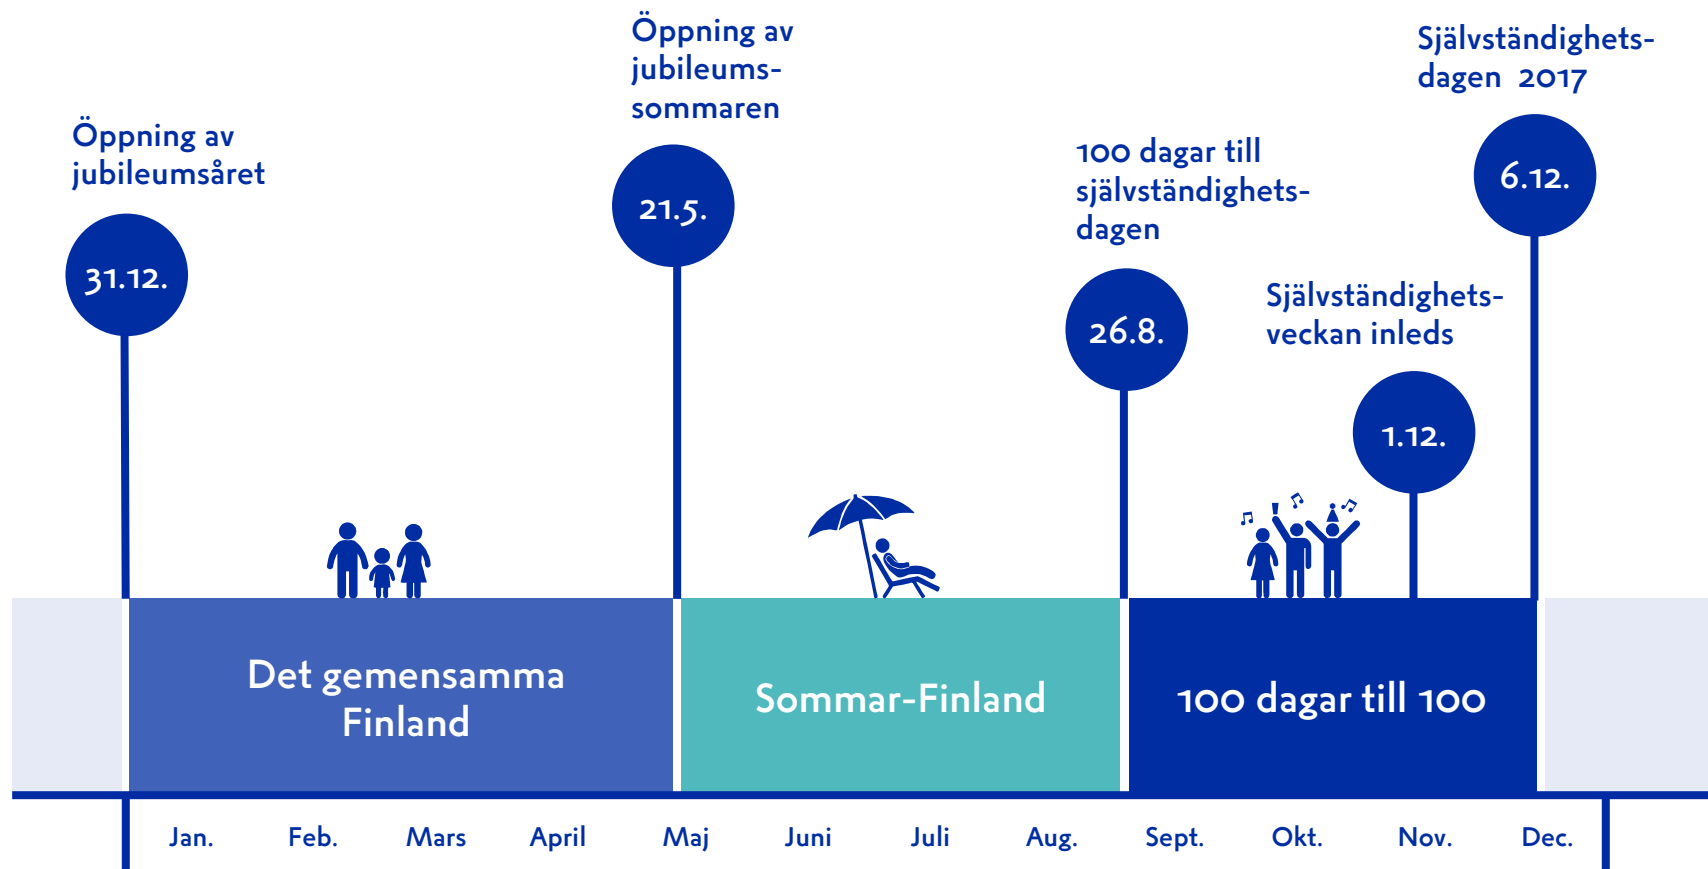 Öppning av
jubileumsåret
31.12.
Öppning av
jubileums-
sommaren
21.5.
100 dagar till
självständighets-
dagen
26.8.
Självständighets-
veckan inleds
1.12.
Självständighets-
dagen 2017
6.12.
Det gemensamma
Finland
Sommar-Finland
100 dagar till 100
Jan. Feb. Mars April Maj Juni Juli Aug. Sept. Okt. Nov. Dec.